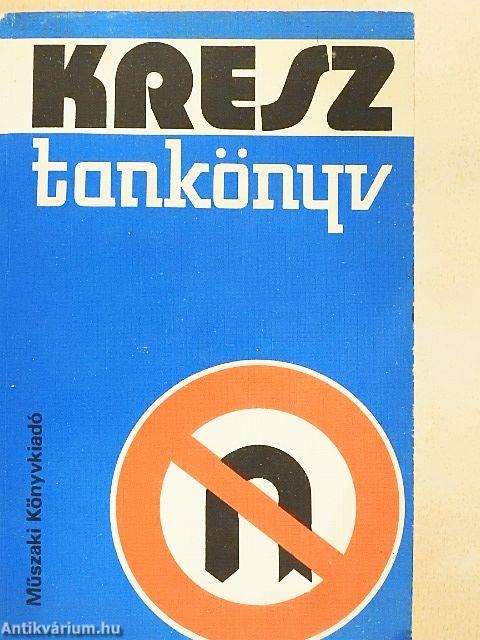 KRESZ
tankönyv
Műszaki Könyvkiadó
Antikvárium.hu